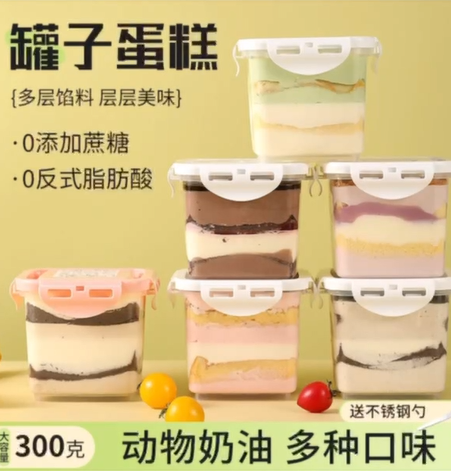 罐子蛋糕
{多层馅料 层层美味}
·0添加蔗糖
·0反式脂肪酸
送不锈钢勺
大容量
300克
动物奶油 多种口味